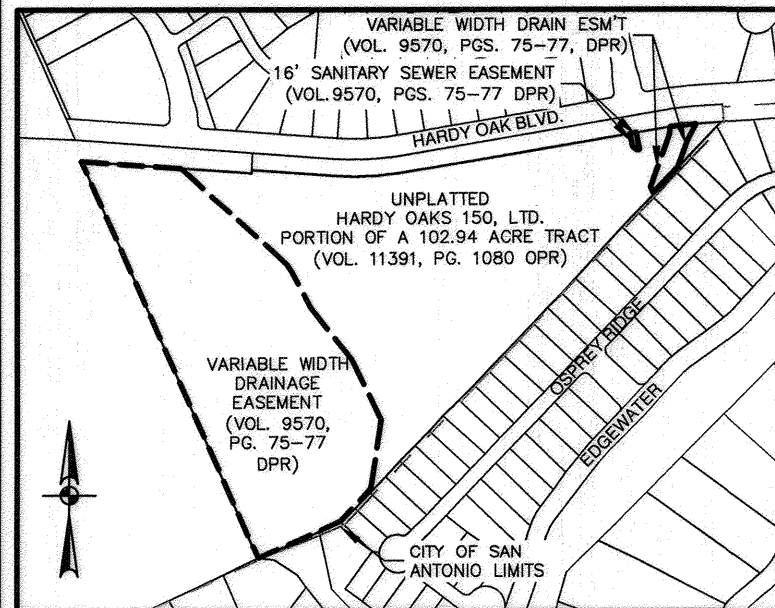 VARIABLE WIDTH DRAIN ESM'T
(VOL. 9570, PGS. 75-77, DPR)
16' SANITARY SEWER EASEMENT
(VOL.9570, PGS. 75-77 DPR)
HARDY OAK BLVD.
UNPLATTED
HARDY OAKS 150, LTD.
PORTION OF A 102.94 ACRE TRACT
(VOL. 11391, PG. 1080 OPR)
VARIABLE WIDTH
DRAINAGE
EASEMENT
(VOL. 9570,
PG. 75-77
DPR)
OSPREY RIDGE
EDGEWATER
CITY OF SAN
ANTONIO LIMITS